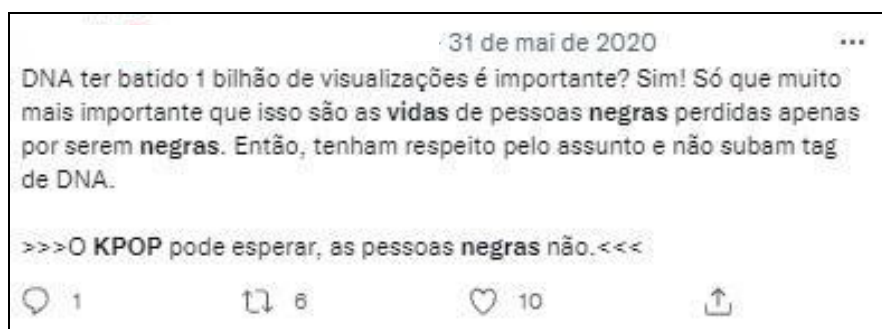 31 de mai de 2020 ...
DNA ter batido 1 bilhão de visualizações é importante? Sim! Só que muito
mais importante que isso são as vidas de pessoas negras perdidas apenas
por serem negras. Então, tenham respeito pelo assunto e não subam tag
de DNA.
>>>O KPOP pode esperar, as pessoas negras não.<<<
1 6 10